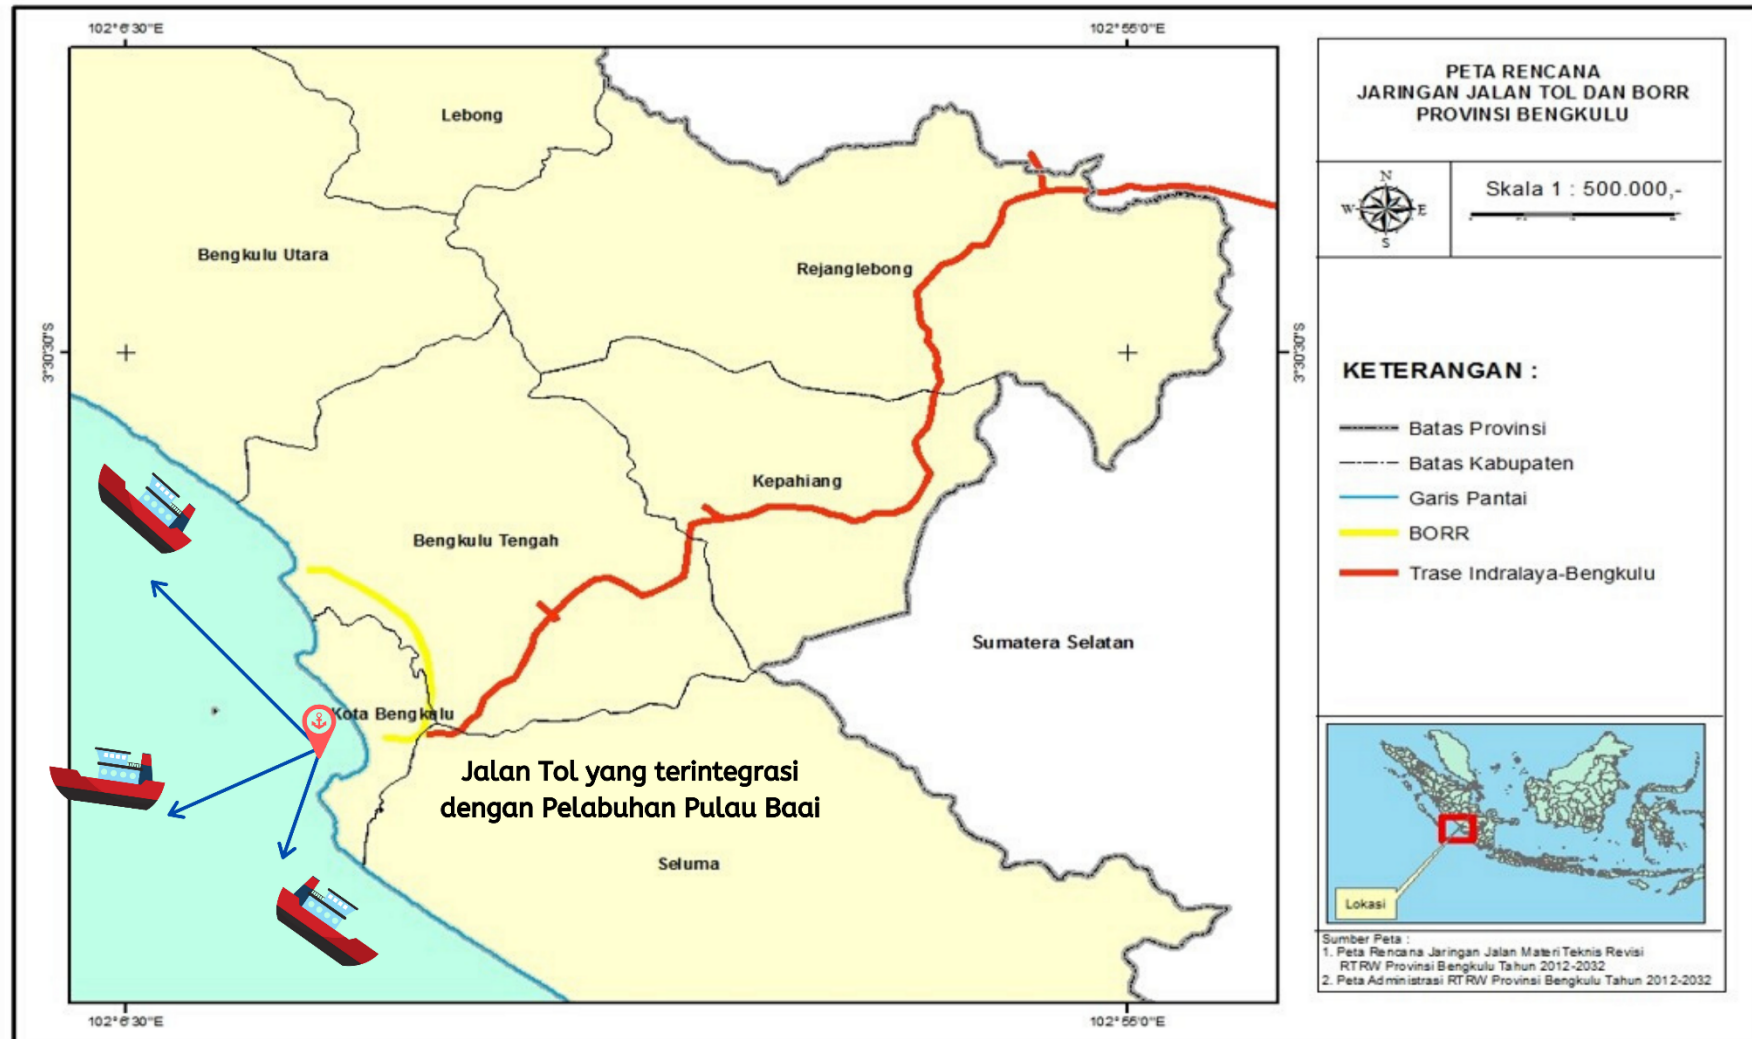 102°6'30"E
102°55'0"E
Lebong
Bengkulu Utara
Rejanglebong
3°30'30"S
3°30'30"S
Kepahiang
Bengkulu Tengah
Sumatera Selatan
Kota Bengkulu
Jalan Tol yang terintegrasi
dengan Pelabuhan Pulau Baai
Seluma
102°6'30"E
102°55'0"E
PETA RENCANA
JARINGAN JALAN TOL DAN BORR
PROVINSI BENGKULU
N
W E
S
Skala 1 : 500.000,-
KETERANGAN :
Batas Provinsi
Batas Kabupaten
Garis Pantai
BORR
Trase Indralaya-Bengkulu
Lokasi
Sumber Peta :
1. Peta Rencana Jaringan Jalan Materi Teknis Revisi
RTRW Provinsi Bengkulu Tahun 2012-2032
2. Peta Administrasi RTRW Provinsi Bengkulu Tahun 2012-2032